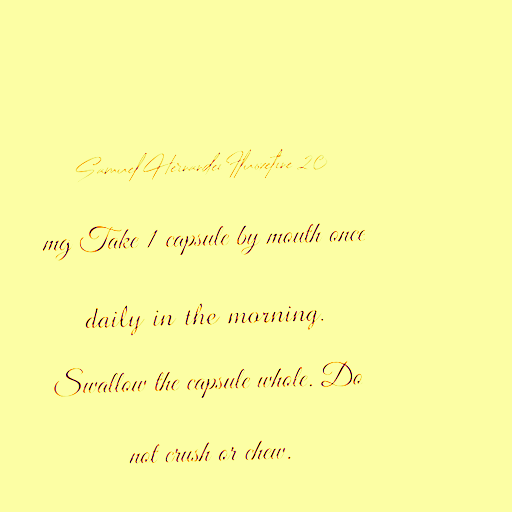 Samuel Hernandez Fluoxetine 20
mg Take 1 capsule by mouth once
daily in the morning.
Swallow the capsule whole. Do
not crush or chew.